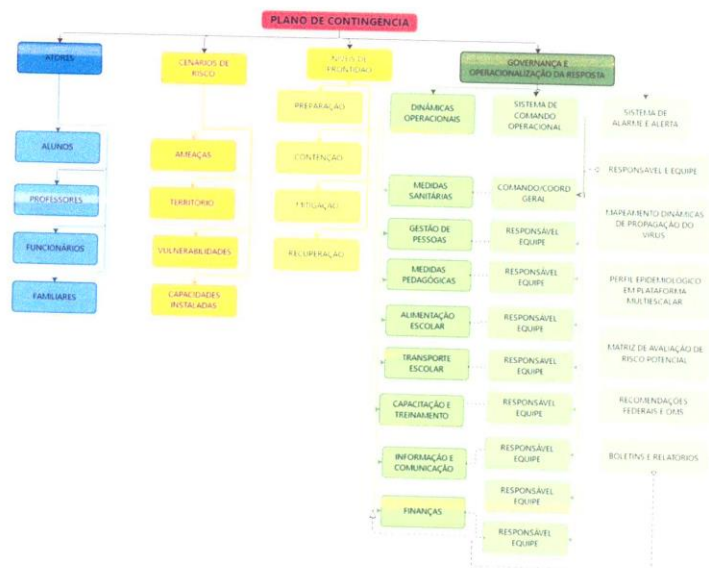 PLANO DE CONTINGÊNCIA
ATORES
CENÁRIOS DE
RISCO
NÍVEIS DE
PRONTIDÃO
GOVERNANÇA E
OPERACIONALIZAÇÃO DA RESPOSTA
ALUNOS
PROFESSORES
FUNCIONÁRIOS
FAMILIARES
AMEAÇAS
TERRITÓRIO
VULNERABILIDADES
CAPACIDADES
INSTALADAS
PREPARAÇÃO
CONTENÇÃO
MITIGAÇÃO
RECUPERAÇÃO
DINÂMICAS
OPERACIONAIS
MEDIDAS
SANITÁRIAS
GESTÃO DE
PESSOAS
MEDIDAS
PEDAGÓGICAS
ALIMENTAÇÃO
ESCOLAR
TRANSPORTE
ESCOLAR
CAPACITAÇÃO E
TREINAMENTO
INFORMAÇÃO E
COMUNICAÇÃO
FINANÇAS
SISTEMA DE
COMANDO
OPERACIONAL
COMANDO/COORD
GERAL
RESPONSÁVEL
EQUIPE
RESPONSÁVEL
EQUIPE
RESPONSÁVEL
EQUIPE
RESPONSÁVEL
EQUIPE
RESPONSÁVEL
EQUIPE
RESPONSÁVEL
EQUIPE
RESPONSÁVEL
EQUIPE
RESPONSÁVEL
EQUIPE
SISTEMA DE
ALARME E ALERTA
RESPONSÁVEL E EQUIPE
MAPEAMENTO DINÂMICAS
DE PROPAGAÇÃO DO
VÍRUS
PERFIL EPIDEMIOLÓGICO
EM PLATAFORMA
MULTIESCALAR
MATRIZ DE AVALIAÇÃO DE
RISCO POTENCIAL
RECOMENDAÇÕES
FEDERAIS E OMS
BOLETINS E RELATÓRIOS